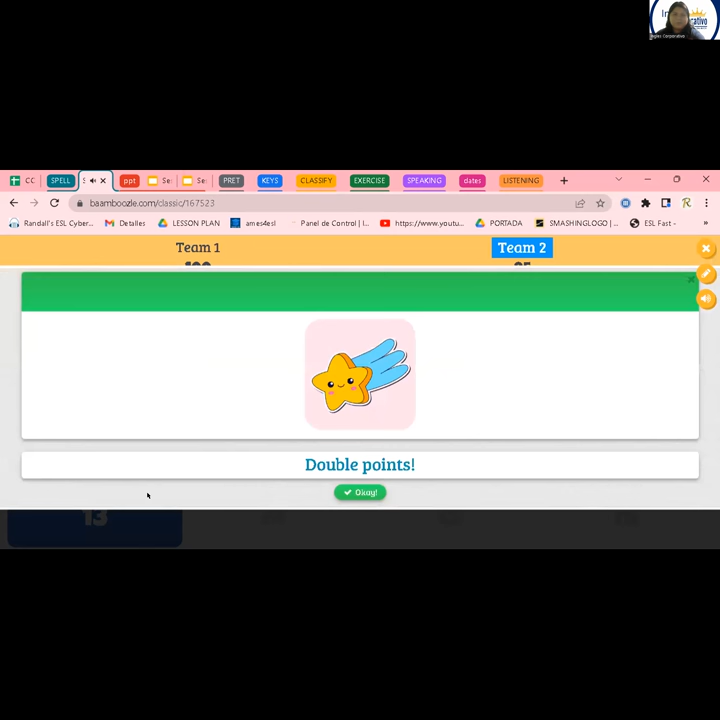 CC
SPELL
ppt
Se:
Se:
PRET
KEYS
CLASSIFY
EXERCISE
SPEAKING
dates
LISTENING
baamboozle.com/classic/167523
Randall's ESL Cyber...
Detalles
LESSON PLAN
ames4esl
Panel de Control | I...
https://www.youtu...
PORTADA
SMASHINGLOGO | ...
ESL Fast -
Team 1
Team 2
Double points!
Okay!
13